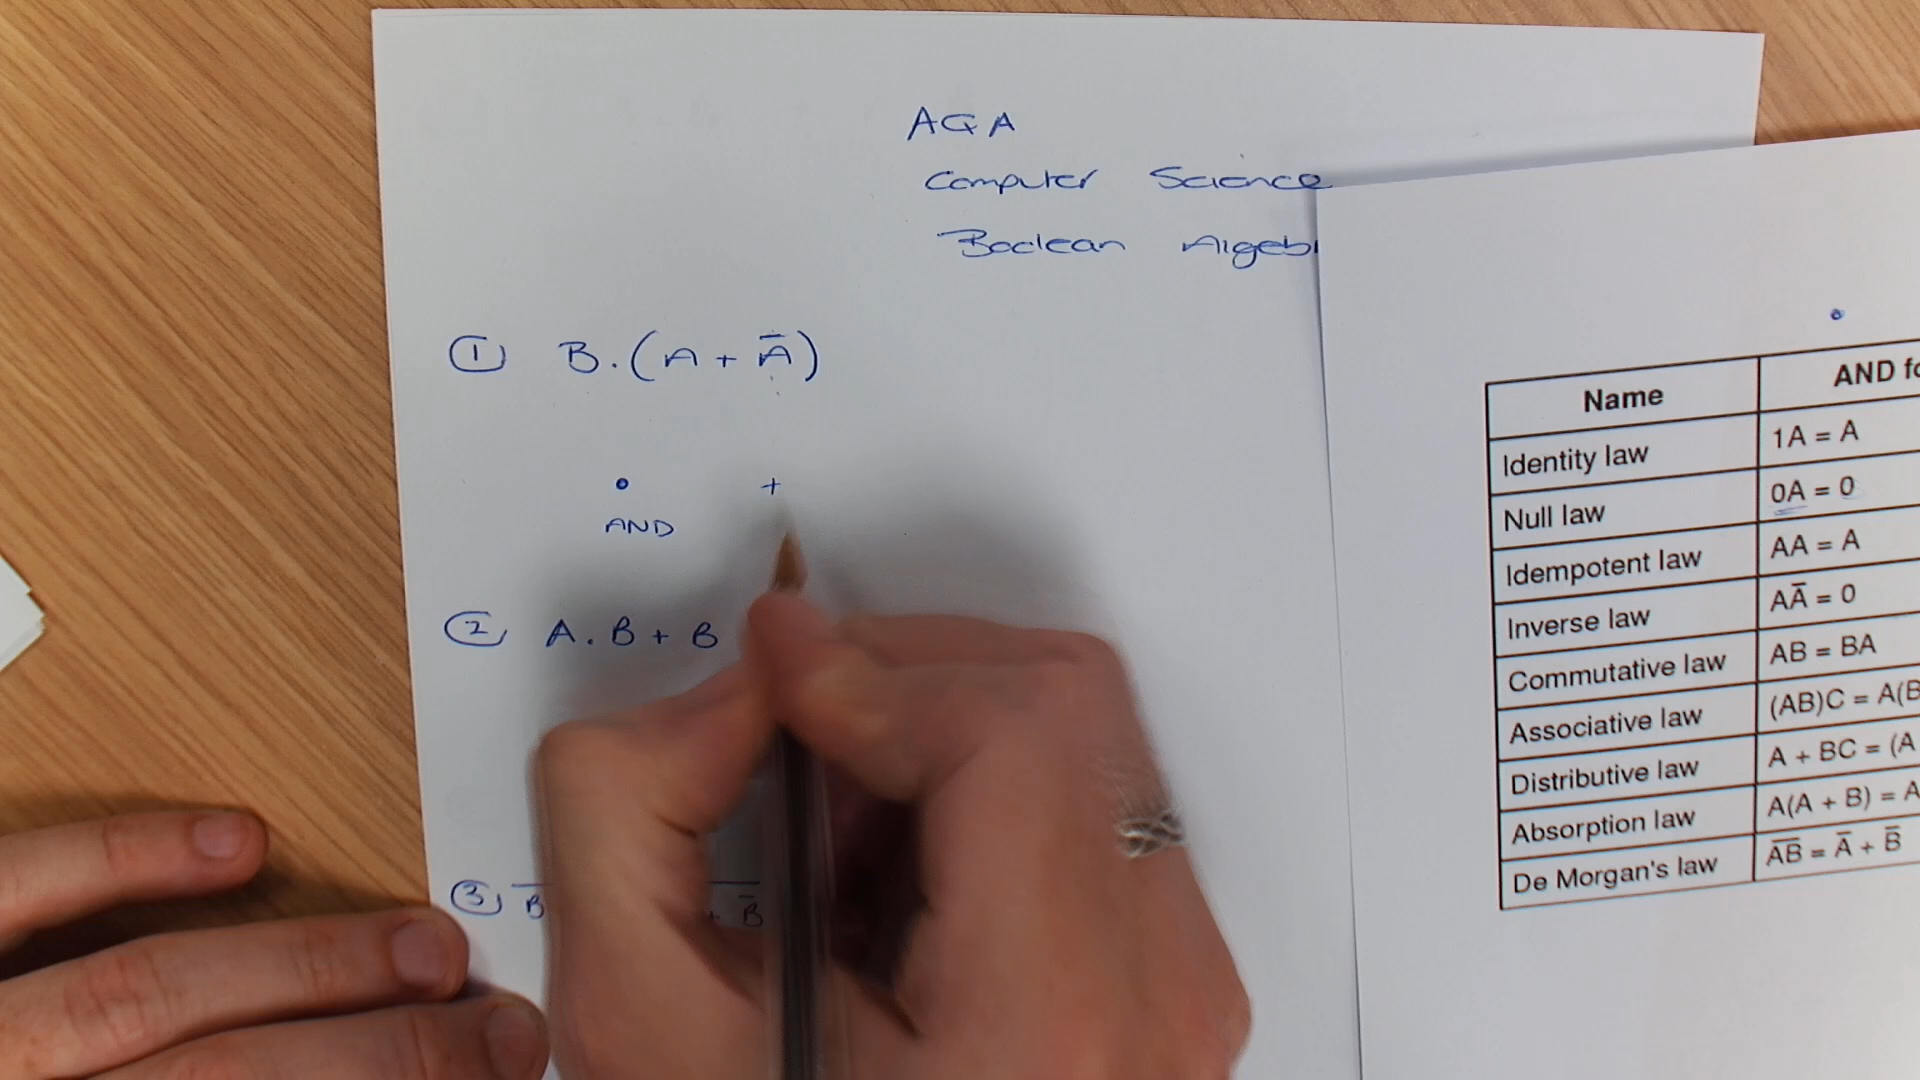 AQA
Computer Science
Boolean Algeb
① B.(A + A̅)
• +
AND
② A.B + B
③ B + B̅
Name AND fo
Identity law 1A = A
Null law 0A = 0
Idempotent law AA = A
Inverse law AA̅ = 0
Commutative law AB = BA
Associative law (AB)C = A(B
Distributive law A + BC = (A
Absorption law A(A + B) = A
De Morgan's law A̅B̅ = A̅ + B̅